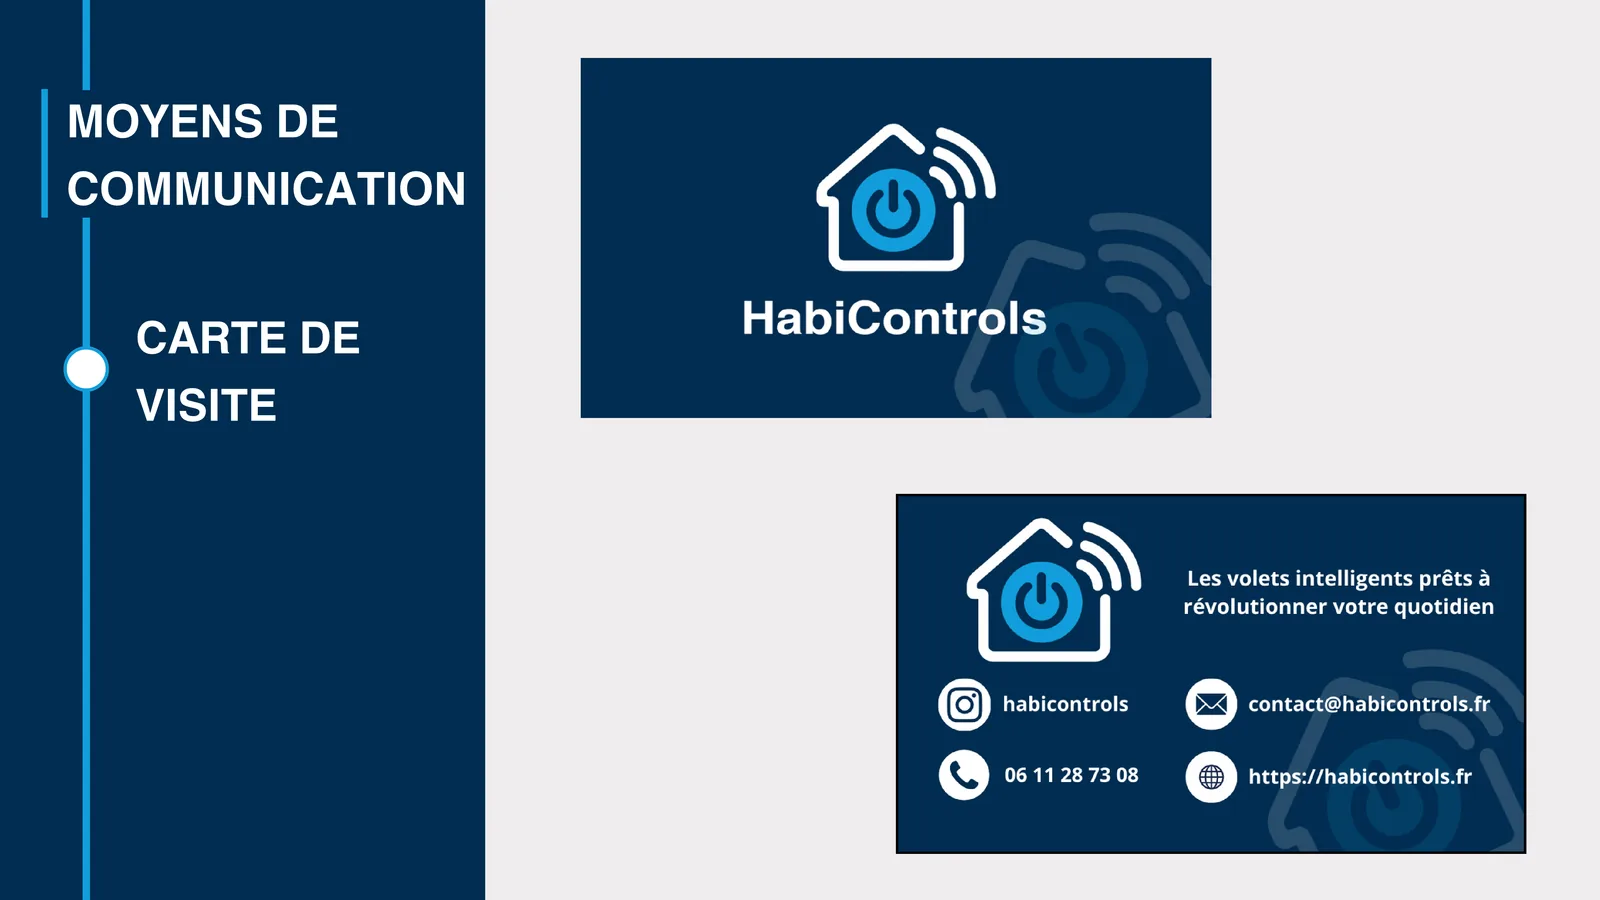 MOYENS DE
COMMUNICATION
CARTE DE
VISITE
HabiControls
Les volets intelligents prêts à
révolutionner votre quotidien
habicontrols
contact@habicontrols.fr
06 11 28 73 08
https://habicontrols.fr